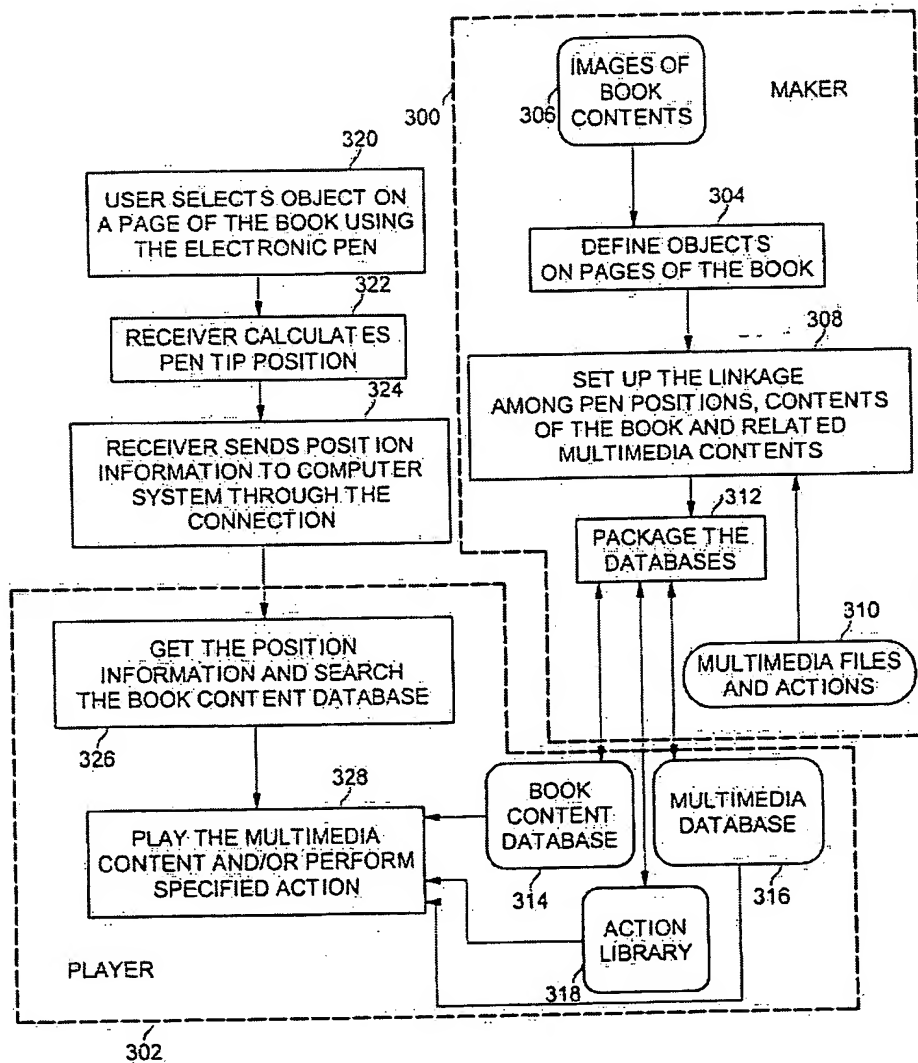 300
306
IMAGES OF
BOOK
CONTENTS
MAKER
320
USER SELECTS OBJECT ON
A PAGE OF THE BOOK USING
THE ELECTRONIC PEN
304
DEFINE OBJECTS
ON PAGES OF THE BOOK
322
RECEIVER CALCULATES
PEN TIP POSITION
308
SET UP THE LINKAGE
AMONG PEN POSITIONS, CONTENTS
OF THE BOOK AND RELATED
MULTIMEDIA CONTENTS
324
RECEIVER SENDS POSITION
INFORMATION TO COMPUTER
SYSTEM THROUGH THE
CONNECTION
312
PACKAGE THE
DATABASES
310
MULTIMEDIA FILES
AND ACTIONS
GET THE POSITION
INFORMATION AND SEARCH
THE BOOK CONTENT DATABASE
326
328
PLAY THE MULTIMEDIA
CONTENT AND/OR PERFORM
SPECIFIED ACTION
BOOK
CONTENT
DATABASE
314
MULTIMEDIA
DATABASE
316
ACTION
LIBRARY
318
PLAYER
302